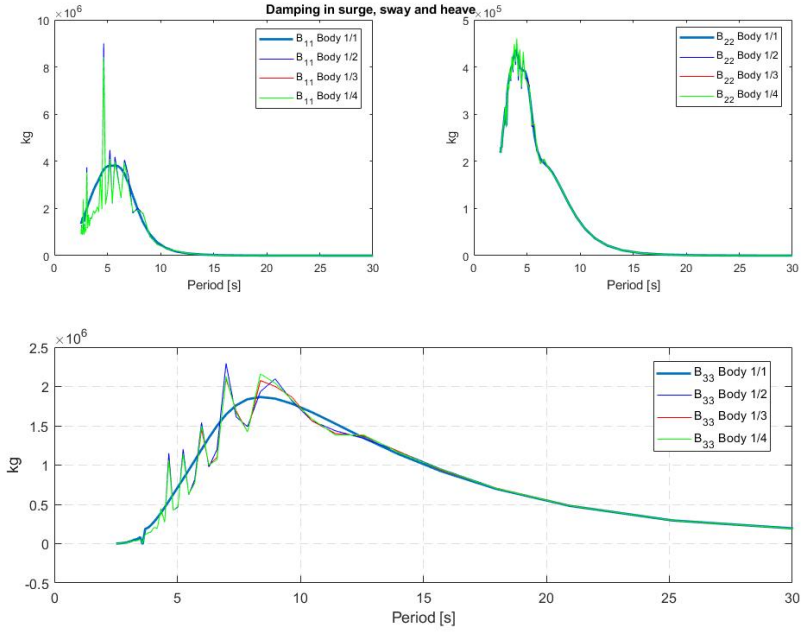 Damping in surge, sway and heave
×10⁶
10
8
6
4
2
0
kg
0 5 10 15 20 25 30
Period [s]
B₁₁ Body 1/1
B₁₁ Body 1/2
B₁₁ Body 1/3
B₁₁ Body 1/4
×10⁵
5
4
3
2
1
0
kg
0 5 10 15 20 25 30
Period [s]
B₂₂ Body 1/1
B₂₂ Body 1/2
B₂₂ Body 1/3
B₂₂ Body 1/4
×10⁶
2.5
2
1.5
1
0.5
0
-0.5
kg
0 5 10 15 20 25 30
Period [s]
B₃₃ Body 1/1
B₃₃ Body 1/2
B₃₃ Body 1/3
B₃₃ Body 1/4